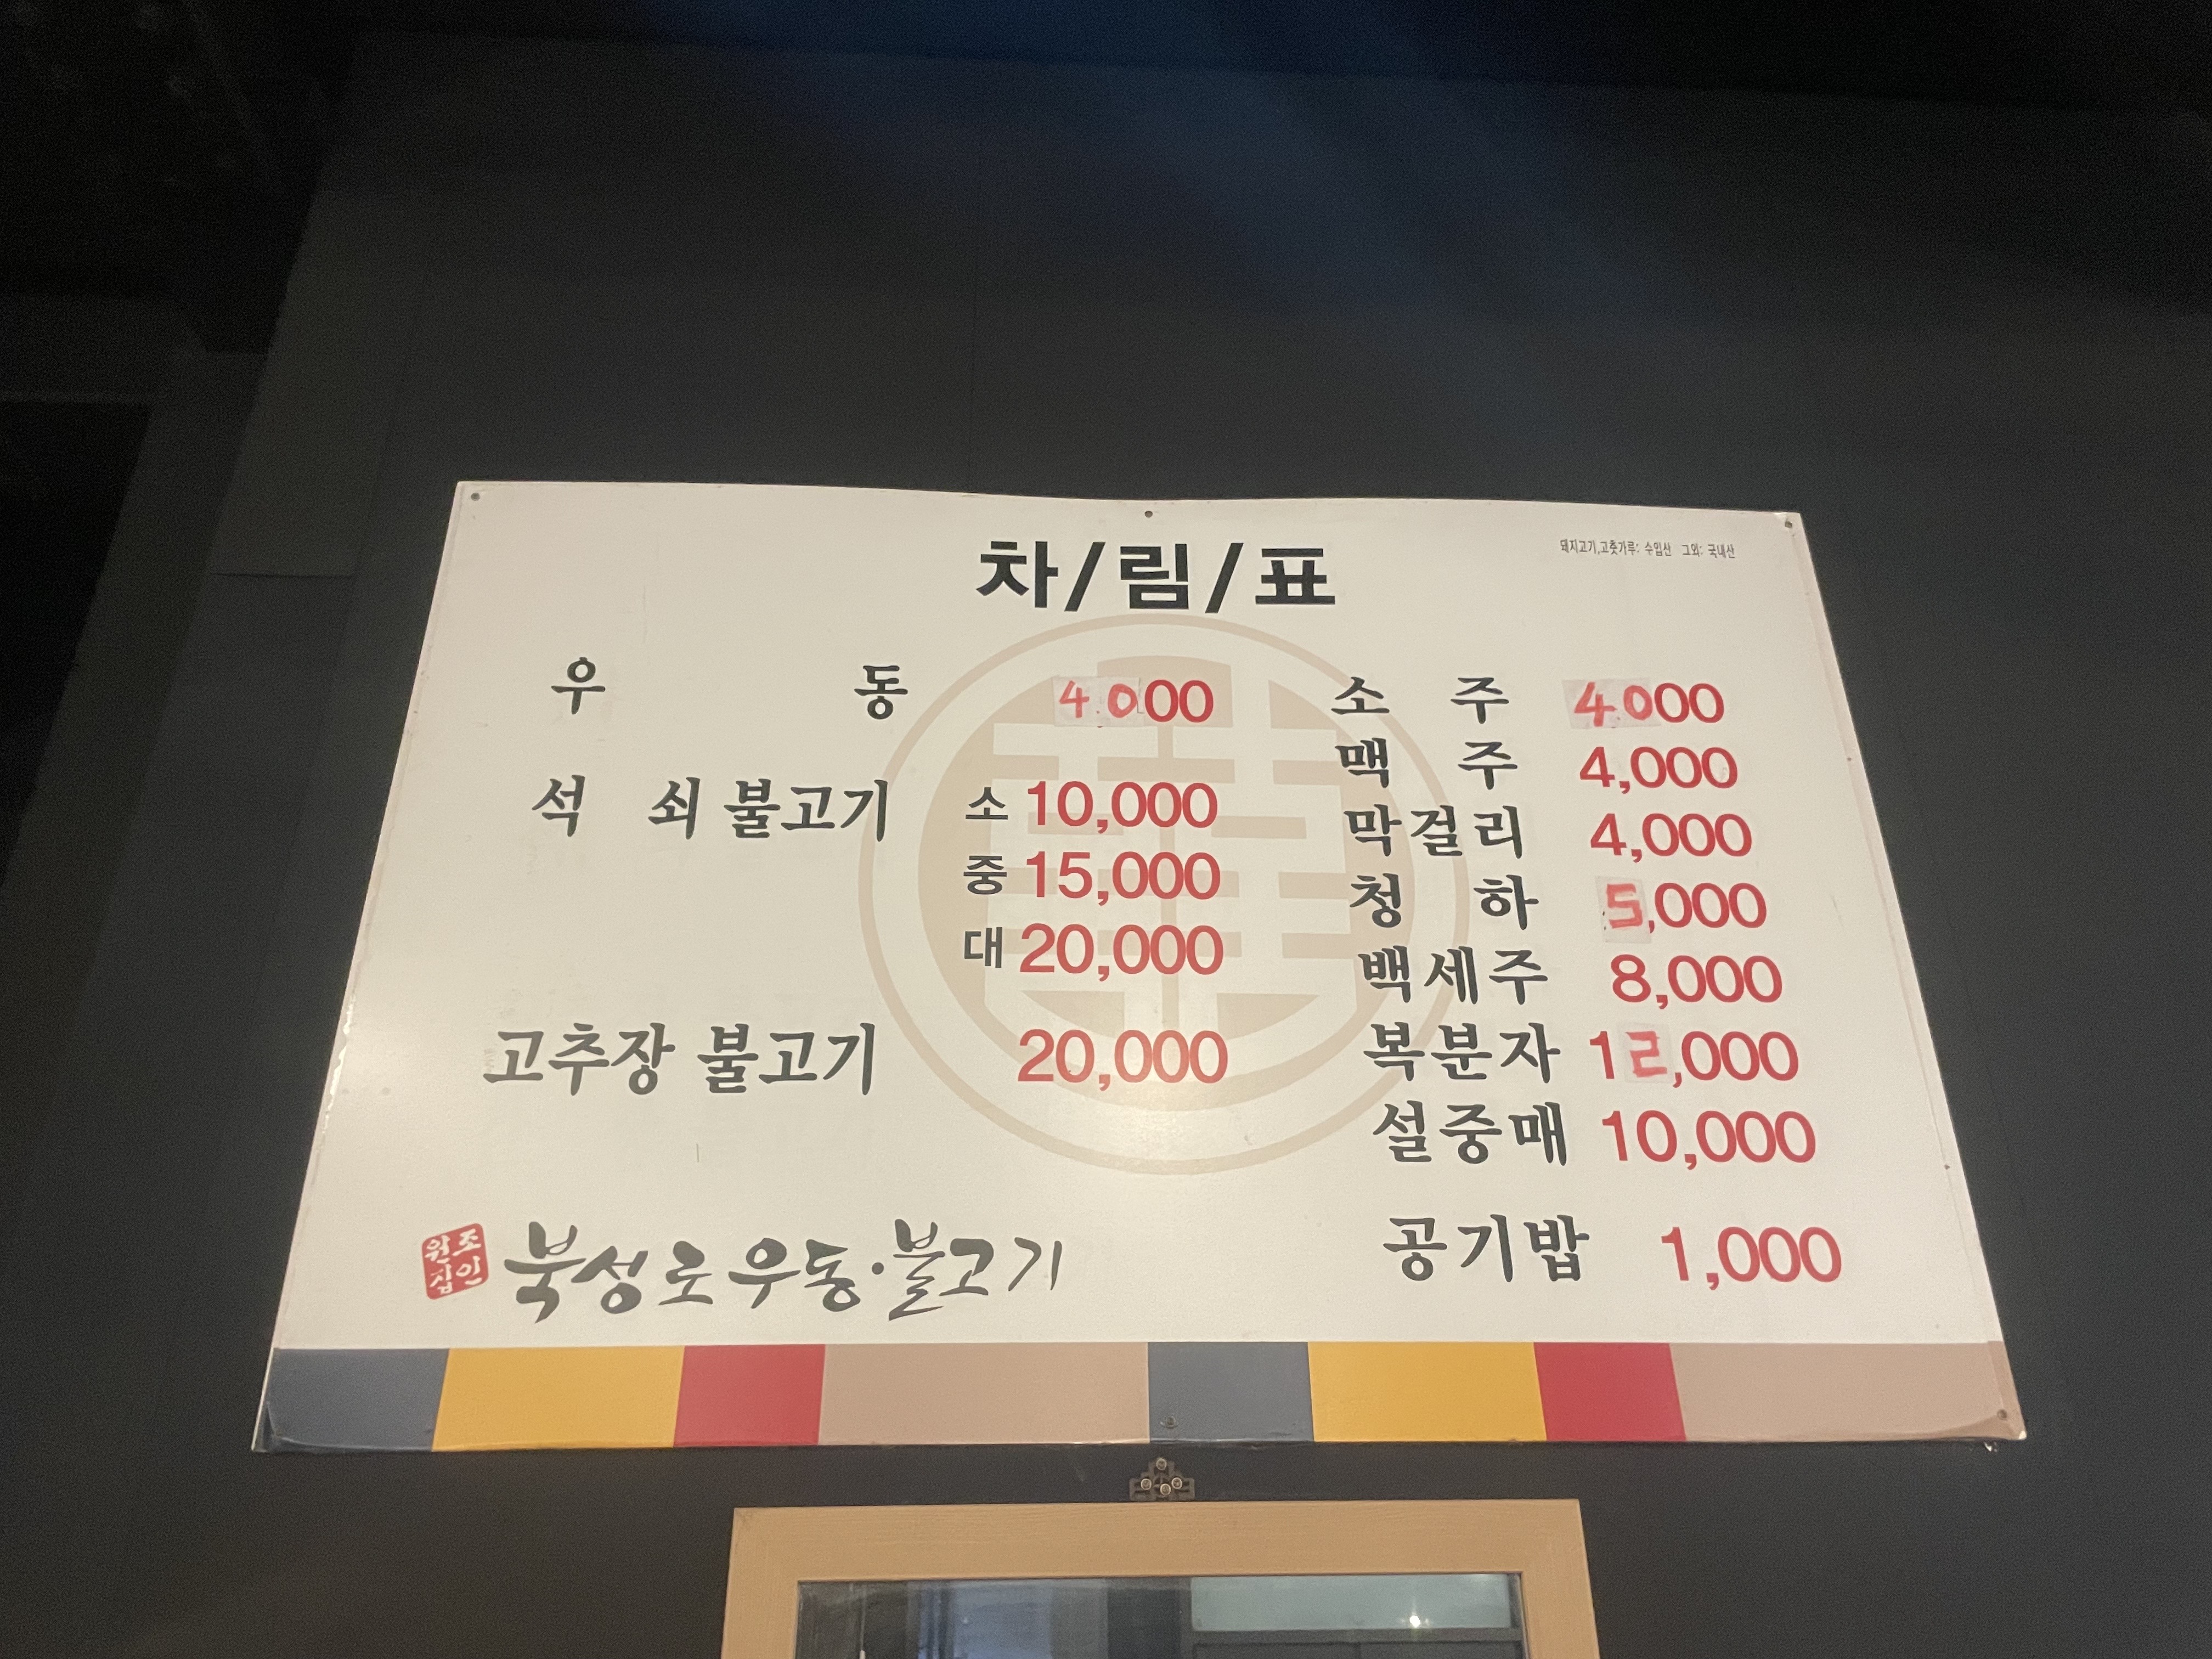 차/림/표
돼지고기,고춧가루: 수입산 그외: 국내산
우 동 4.000
석 쇠 불고기 소 10,000
중 15,000
대 20,000
고추장 불고기 20,000
소 주 4.000
맥 주 4,000
막걸리 4,000
청 하 5,000
백세주 8,000
복분자 12,000
설중매 10,000
공기밥 1,000
원조
집인
북성로우동·불고기